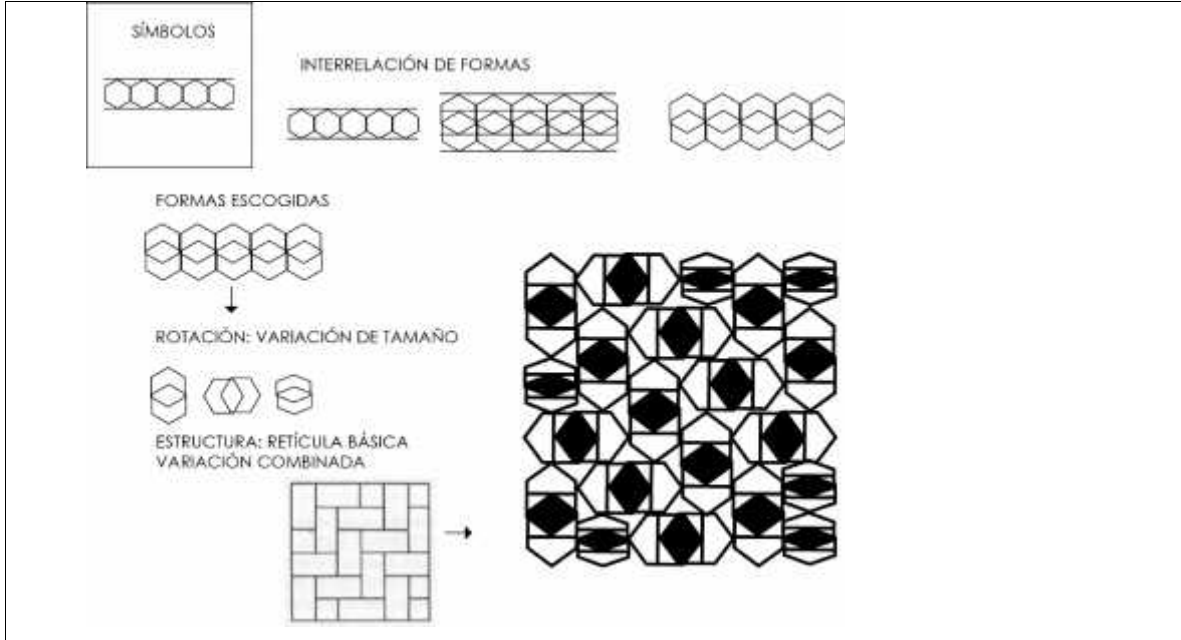 SÍMBOLOS
INTERRELACIÓN DE FORMAS
FORMAS ESCOGIDAS
ROTACIÓN: VARIACIÓN DE TAMAÑO
ESTRUCTURA: RETÍCULA BÁSICA
VARIACIÓN COMBINADA